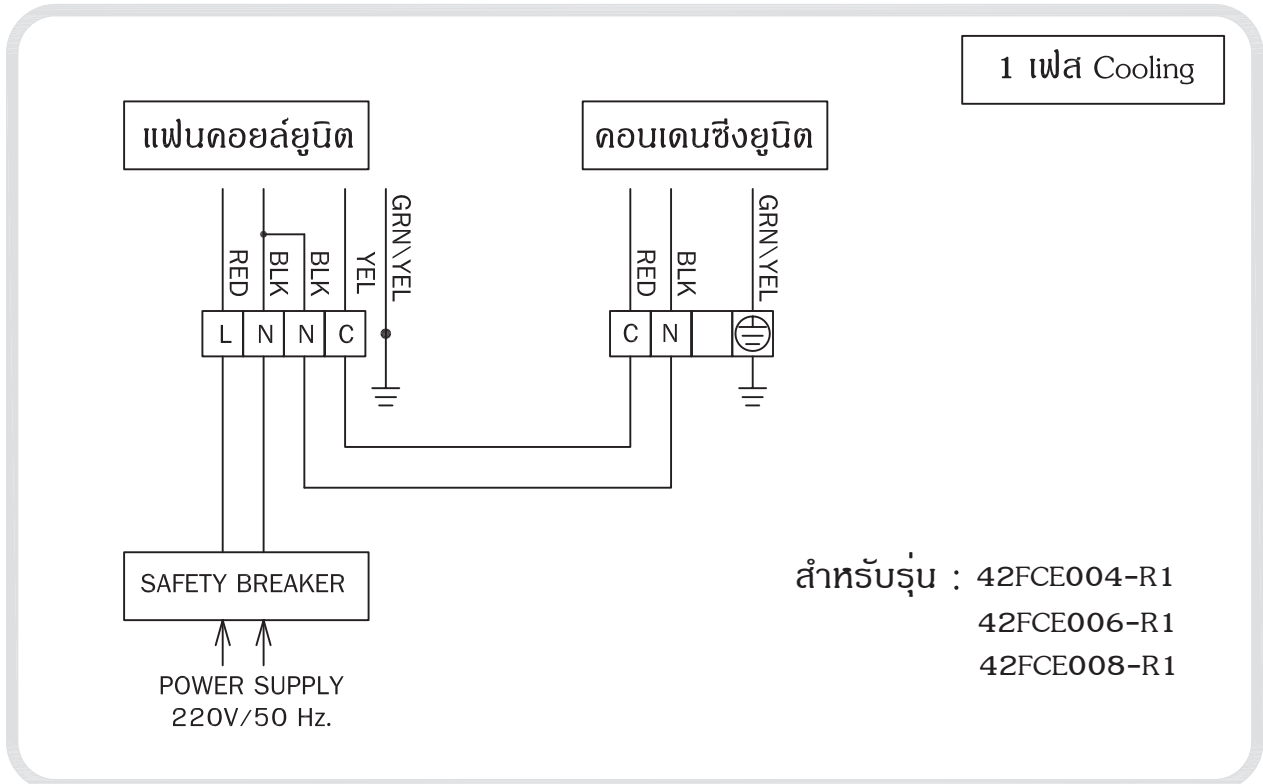 1 เฟส Cooling
แฟนคอยล์ยูนิต
คอนเดนซิ่งยูนิต
RED
BLK
BLK
YEL
GRN\YEL
RED
BLK
GRN\YEL
L N N C
C N
SAFETY BREAKER
POWER SUPPLY
220V/50 Hz.
สำหรับรุ่น : 42FCE004-R1
42FCE006-R1
42FCE008-R1